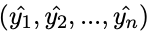 (ŷ₁, ŷ₂, ..., ŷₙ)